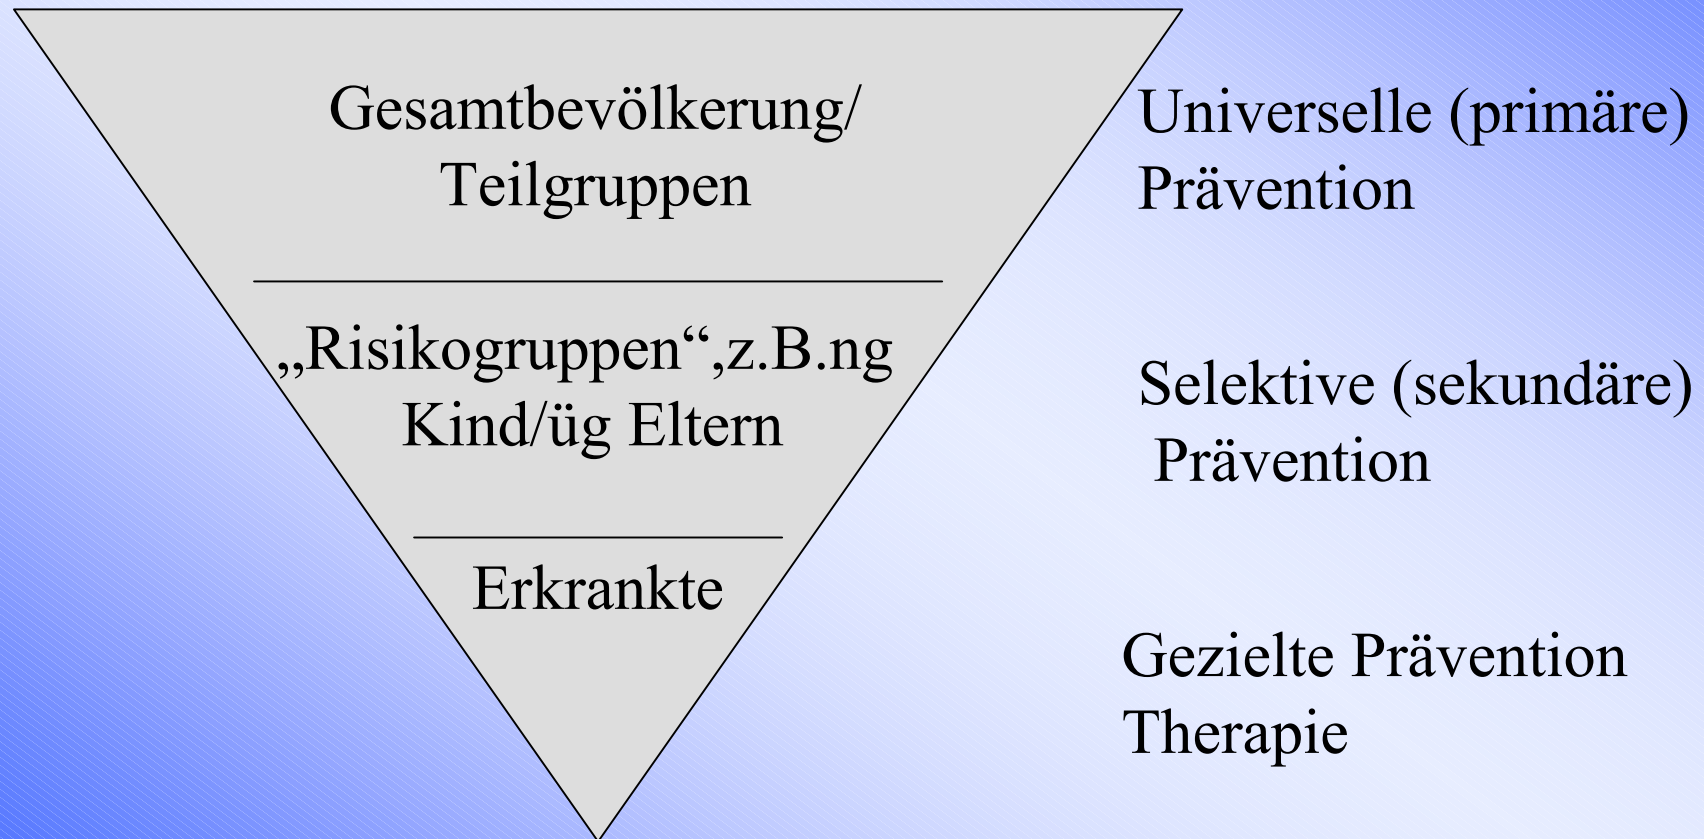 Gesamtbevölkerung/
Teilgruppen
Universelle (primäre)
Prävention
„Risikogruppen“,z.B.ng
Kind/üg Eltern
Selektive (sekundäre)
Prävention
Erkrankte
Gezielte Prävention
Therapie